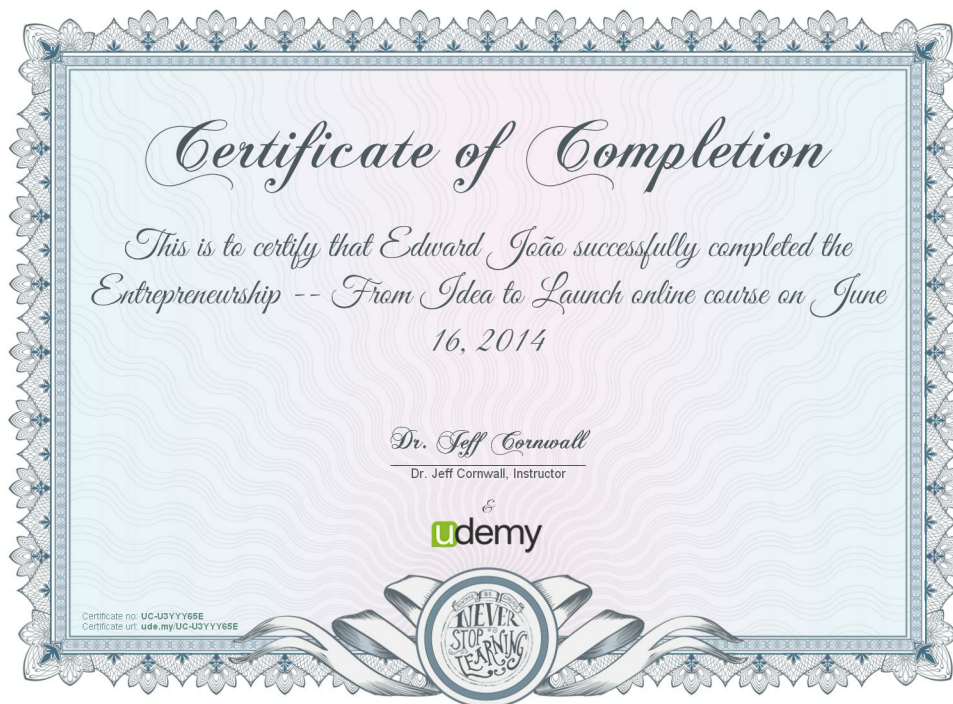 Certificate of Completion
This is to certify that Edward João successfully completed the
Entrepreneurship -- From Idea to Launch online course on June
16, 2014
Dr. Jeff Cornwall
Dr. Jeff Cornwall, Instructor
&
udemy
Certificate no: UC-U3YYY65E
Certificate url: ude.my/UC-U3YYY65E
NEVER
STOP
LEARNING